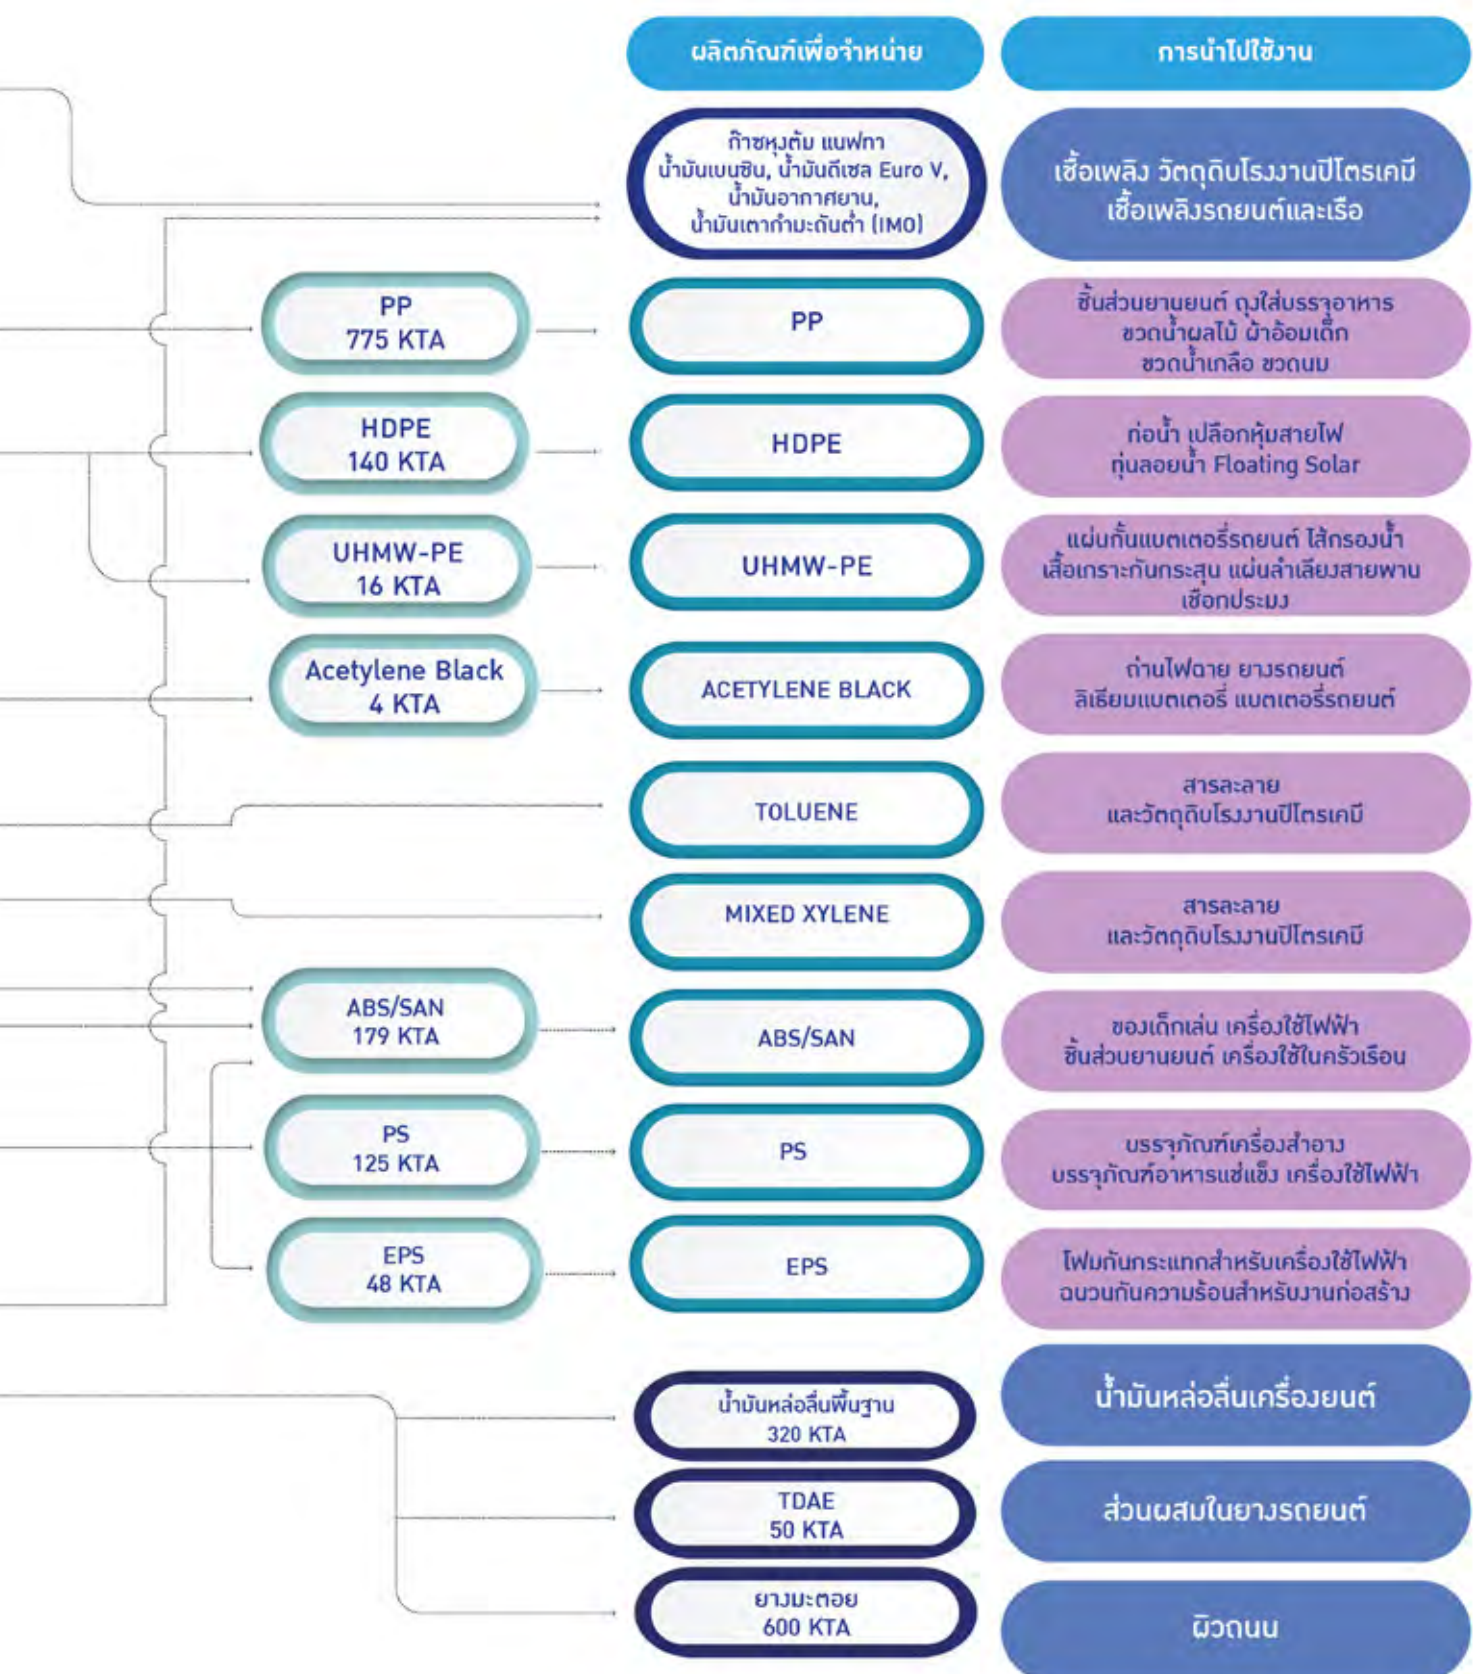 ผลิตภัณฑ์เพื่อจำหน่าย
การนำไปใช้งาน
ก๊าซหุงต้ม แนฟทา
น้ำมันเบนซิน, น้ำมันดีเซล Euro V,
น้ำมันอากาศยาน,
น้ำมันเตากำมะถันต่ำ (IMO)
เชื้อเพลิง วัตถุดิบโรงงานปิโตรเคมี
เชื้อเพลิงรถยนต์และเรือ
PP
775 KTA
PP
ชิ้นส่วนยานยนต์ ถุงใส่บรรจุอาหาร
ขวดน้ำผลไม้ ผ้าอ้อมเด็ก
ขวดน้ำเกลือ ขวดนม
HDPE
140 KTA
HDPE
ท่อน้ำ เปลือกหุ้มสายไฟ
ทุ่นลอยน้ำ Floating Solar
UHMW-PE
16 KTA
UHMW-PE
แผ่นกั้นแบตเตอรี่รถยนต์ ไส้กรองน้ำ
เสื้อเกราะกันกระสุน แผ่นลำเลียงสายพาน
เชือกประมง
Acetylene Black
4 KTA
ACETYLENE BLACK
ถ่านไฟฉาย ยางรถยนต์
ลิเธียมแบตเตอรี่ แบตเตอรี่รถยนต์
TOLUENE
สารละลาย
และวัตถุดิบโรงงานปิโตรเคมี
MIXED XYLENE
สารละลาย
และวัตถุดิบโรงงานปิโตรเคมี
ABS/SAN
179 KTA
ABS/SAN
ของเด็กเล่น เครื่องใช้ไฟฟ้า
ชิ้นส่วนยานยนต์ เครื่องใช้ในครัวเรือน
PS
125 KTA
PS
บรรจุภัณฑ์เครื่องสำอาง
บรรจุภัณฑ์อาหารแช่แข็ง เครื่องใช้ไฟฟ้า
EPS
48 KTA
EPS
โฟมกันกระแทกสำหรับเครื่องใช้ไฟฟ้า
ฉนวนกันความร้อนสำหรับงานก่อสร้าง
น้ำมันหล่อลื่นพื้นฐาน
320 KTA
น้ำมันหล่อลื่นเครื่องยนต์
TDAE
50 KTA
ส่วนผสมในยางรถยนต์
ยางมะตอย
600 KTA
ผิวถนน